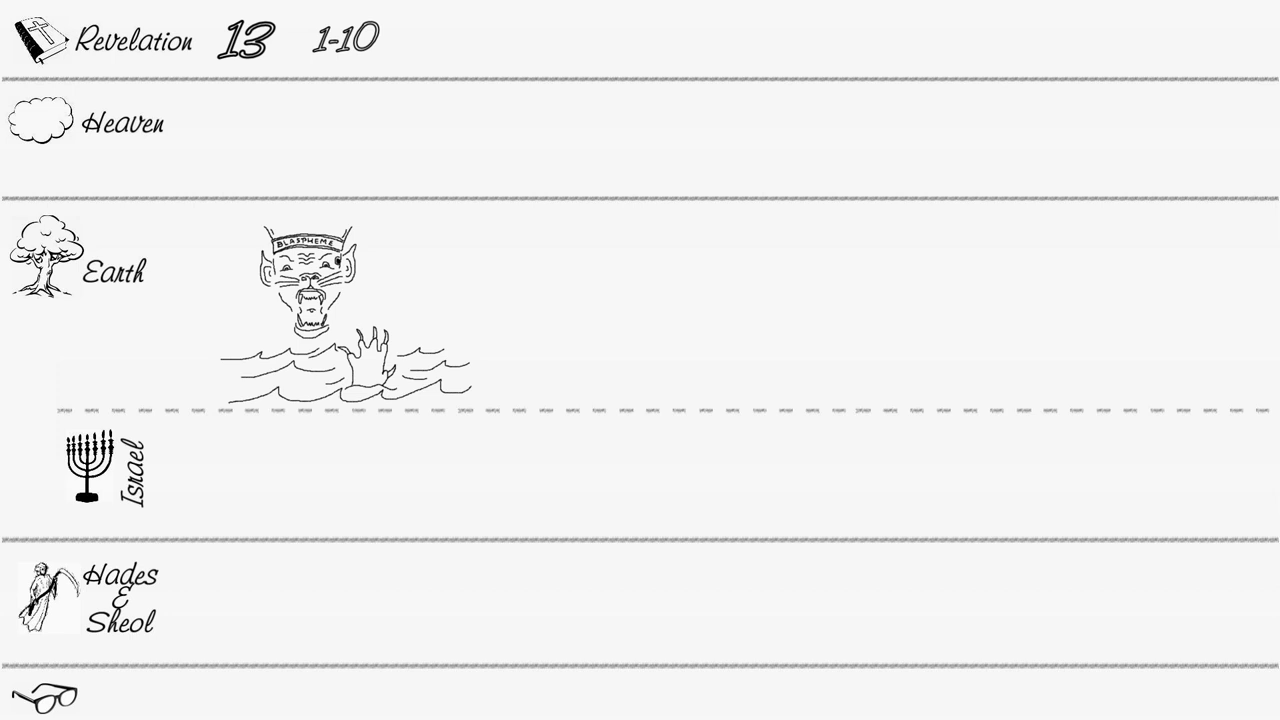 Revelation 13 1-10
Heaven
BLASPHEME
Earth
Israel
Hades
&
Sheol